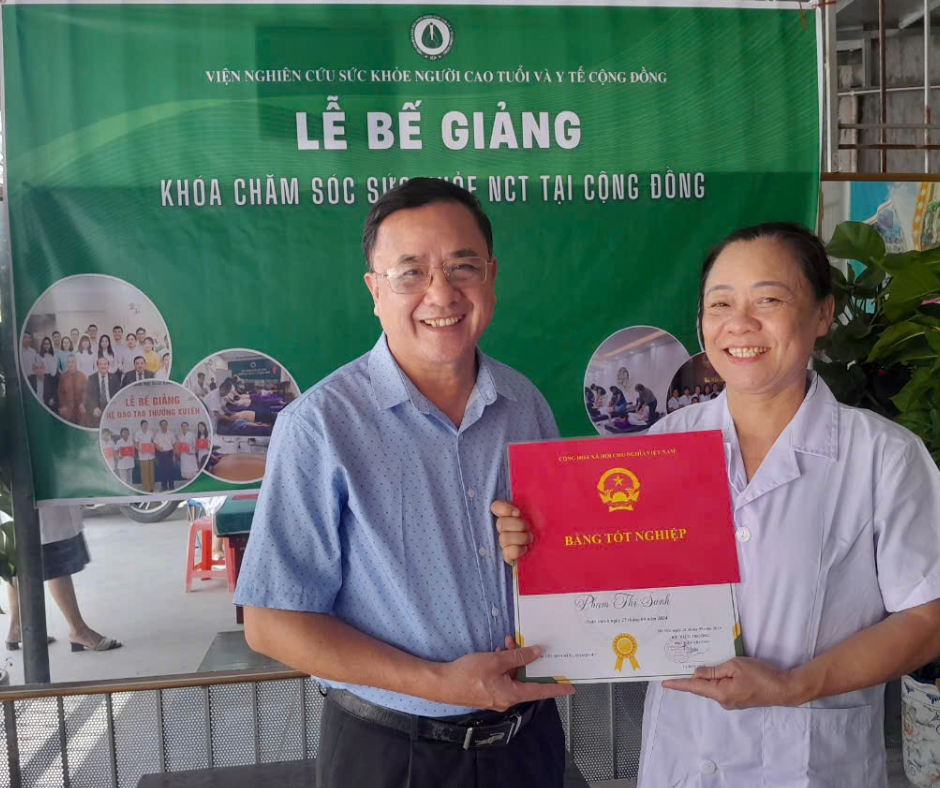 VIỆN NGHIÊN CỨU SỨC KHỎE NGƯỜI CAO TUỔI VÀ Y TẾ CỘNG ĐỒNG
LỄ BẾ GIẢNG
KHÓA CHĂM SÓC SỨC KHỎE NCT TẠI CỘNG ĐỒNG
LỄ BẾ GIẢNG
HỆ ĐÀO TẠO THƯỜNG XUYÊN
CỘNG HÒA XÃ HỘI CHỦ NGHĨA VIỆT NAM
BẰNG TỐT NGHIỆP
Phạm Thị Sanh